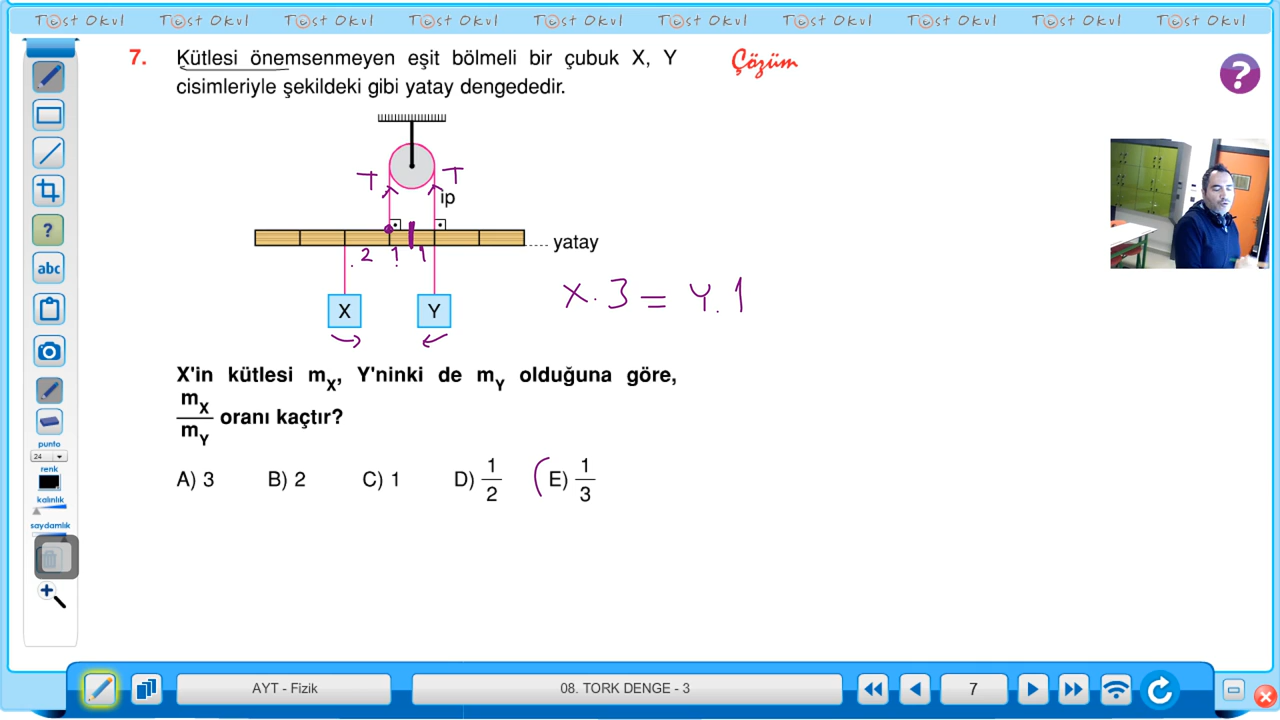 Test Okul Test Okul Test Okul Test Okul Test Okul Test Okul Test Okul Test Okul Test Okul Test Okul
7. Kütlesi önemsenmeyen eşit bölmeli bir çubuk X, Y
cisimleriyle şekildeki gibi yatay dengededir.
Çözüm
?
T T
ip
yatay
2 1 1
X Y
X.3 = Y.1
X'in kütlesi mX, Y'ninki de mY olduğuna göre,
mX
mY
oranı kaçtır?
A) 3 B) 2 C) 1 D) 1/2 E) 1/3
?
abc
punto
24
renk
kalınlık
saydamlık
AYT - Fizik 08. TORK DENGE - 3 7